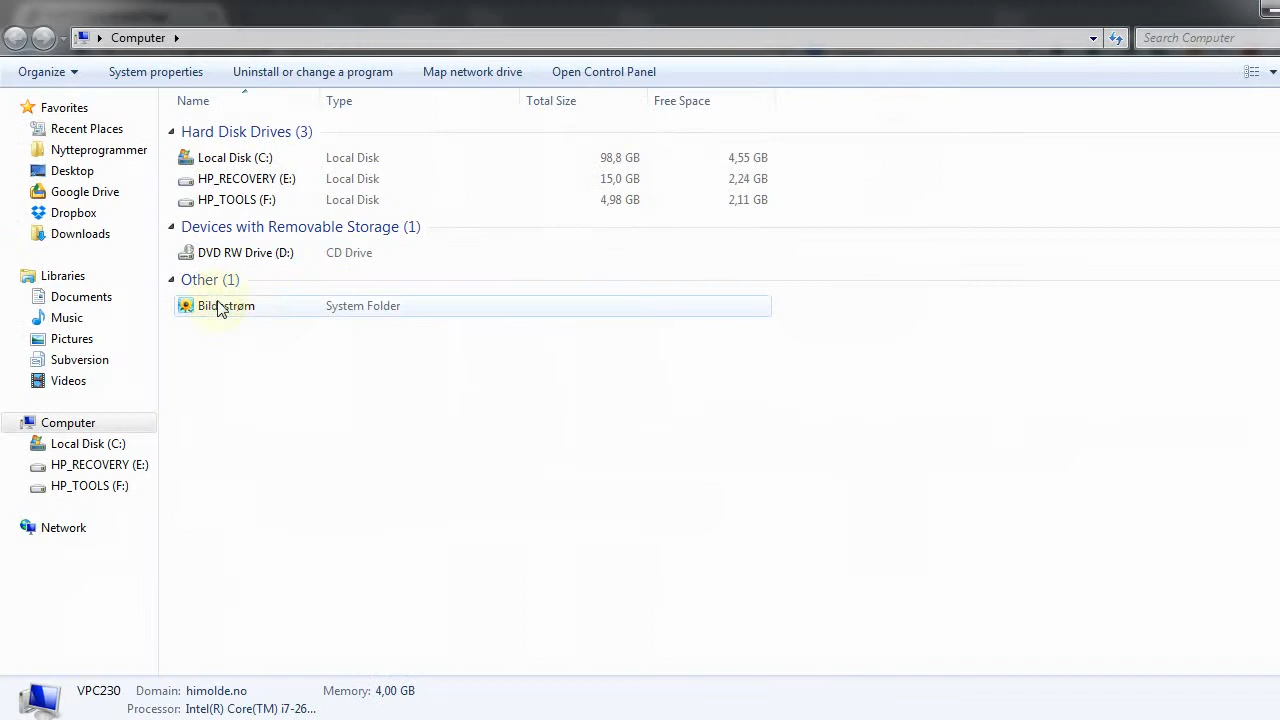 Computer
Search Computer
Organize System properties Uninstall or change a program Map network drive Open Control Panel
Name Type Total Size Free Space
Favorites
Recent Places
Nytteprogrammer
Desktop
Google Drive
Dropbox
Downloads
Libraries
Documents
Music
Pictures
Subversion
Videos
Computer
Local Disk (C:)
HP_RECOVERY (E:)
HP_TOOLS (F:)
Network
Hard Disk Drives (3)
Local Disk (C:) Local Disk 98,8 GB 4,55 GB
HP_RECOVERY (E:) Local Disk 15,0 GB 2,24 GB
HP_TOOLS (F:) Local Disk 4,98 GB 2,11 GB
Devices with Removable Storage (1)
DVD RW Drive (D:) CD Drive
Other (1)
System Folder
VPC230 Domain: himolde.no Memory: 4,00 GB
Processor: Intel(R) Core(TM) i7-26...